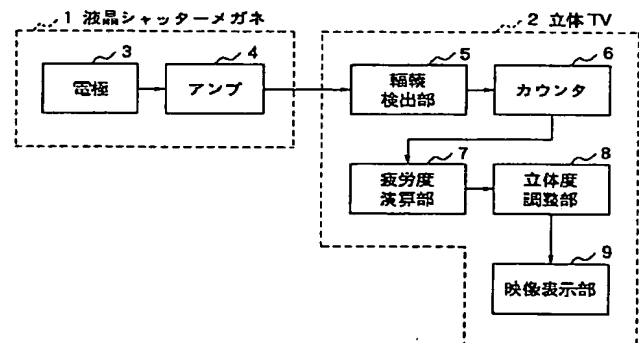 1 液晶シャッターメガネ
2 立体TV
3
電極
4
アンプ
5
輻輳
検出部
6
カウンタ
7
疲労度
演算部
8
立体度
調整部
9
映像表示部